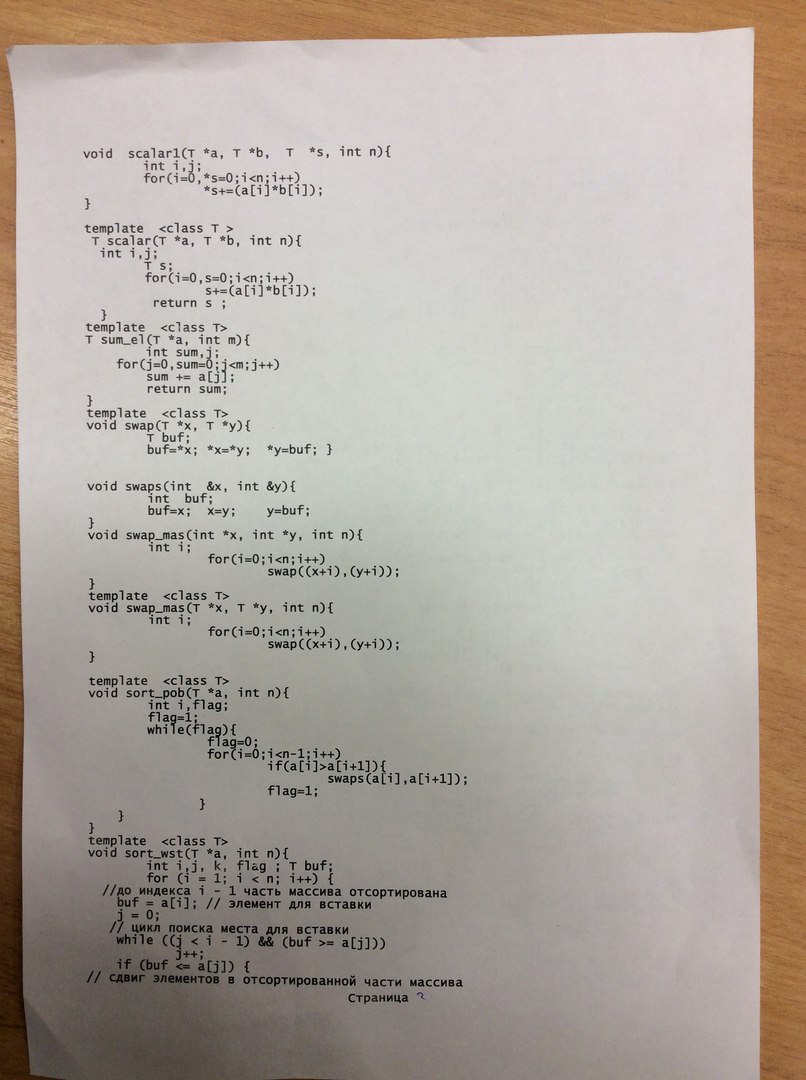 void  scalar1(T *a, T *b,  T  *s, int n){
        int i,j;
        for(i=0,*s=0;i<n;i++)
                *s+=(a[i]*b[i]);
}
template  <class T >
 T scalar(T *a, T *b, int n){
  int i,j;
        T s;
        for(i=0,s=0;i<n;i++)
                s+=(a[i]*b[i]);
         return s ;
  }
template  <class T>
T sum_el(T *a, int m){
        int sum,j;
    for(j=0,sum=0;j<m;j++)
        sum += a[j];
        return sum;
}
template  <class T>
void swap(T *x, T *y){
        T buf;
        buf=*x; *x=*y;  *y=buf; }
void swaps(int  &x, int &y){
        int  buf;
        buf=x;  x=y;    y=buf;
}
void swap_mas(int *x, int *y, int n){
        int i;
                for(i=0;i<n;i++)
                        swap((x+i),(y+i));
}
template  <class T>
void swap_mas(T *x, T *y, int n){
        int i;
                for(i=0;i<n;i++)
                        swap((x+i),(y+i));
}
template  <class T>
void sort_pob(T *a, int n){
        int i,flag;
        flag=1;
        while(flag){
                flag=0;
                for(i=0;i<n-1;i++)
                        if(a[i]>a[i+1]){
                                swaps(a[i],a[i+1]);
                        flag=1;
               }
    }
}
template  <class T>
void sort_wst(T *a, int n){
        int i,j, k, flag ; T buf;
        for (i = 1; i < n; i++) {
  //до индекса i - 1 часть массива отсортирована
    buf = a[i]; // элемент для вставки
    j = 0;
   // цикл поиска места для вставки
    while ((j < i - 1) && (buf >= a[j]))
            j++;
    if (buf <= a[j]) {
// сдвиг элементов в отсортированной части массива
Страница